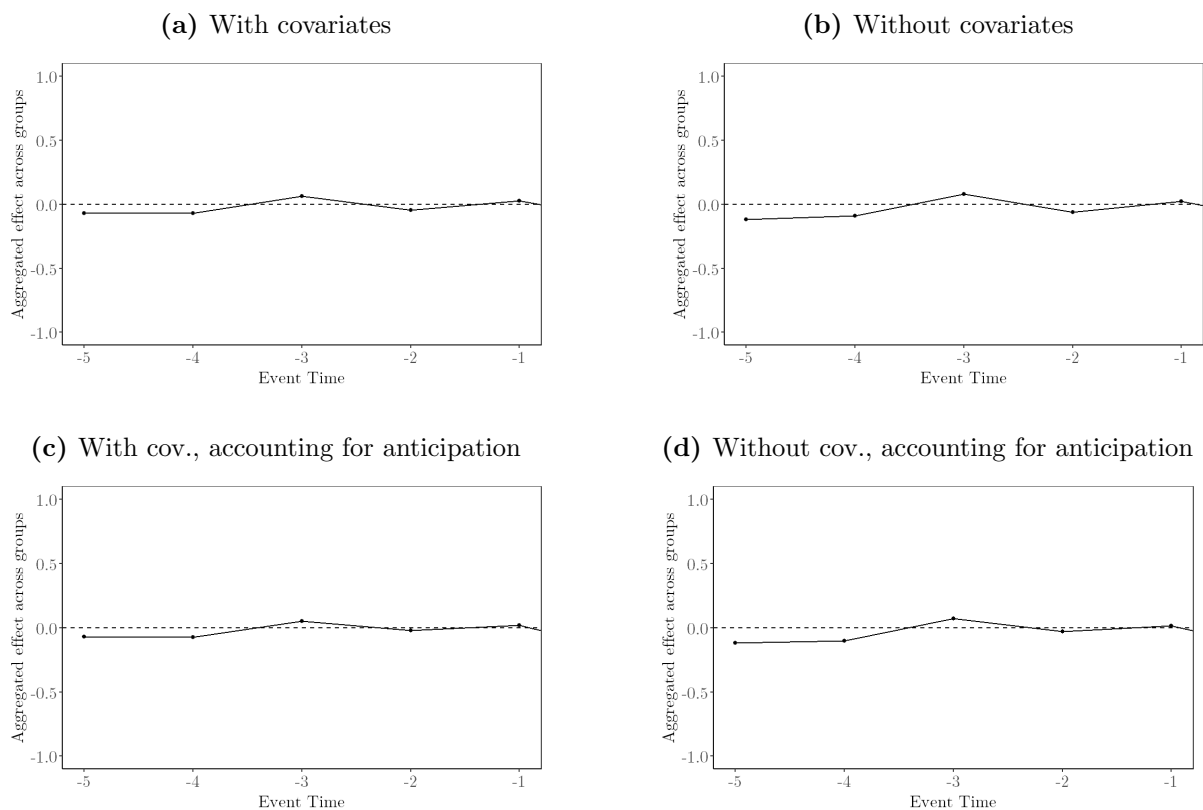 (a) With covariates
Aggregated effect across groups
1.0
0.5
0.0
-0.5
-1.0
-5 -4 -3 -2 -1
Event Time
(b) Without covariates
Aggregated effect across groups
1.0
0.5
0.0
-0.5
-1.0
-5 -4 -3 -2 -1
Event Time
(c) With cov., accounting for anticipation
Aggregated effect across groups
1.0
0.5
0.0
-0.5
-1.0
-5 -4 -3 -2 -1
Event Time
(d) Without cov., accounting for anticipation
Aggregated effect across groups
1.0
0.5
0.0
-0.5
-1.0
-5 -4 -3 -2 -1
Event Time